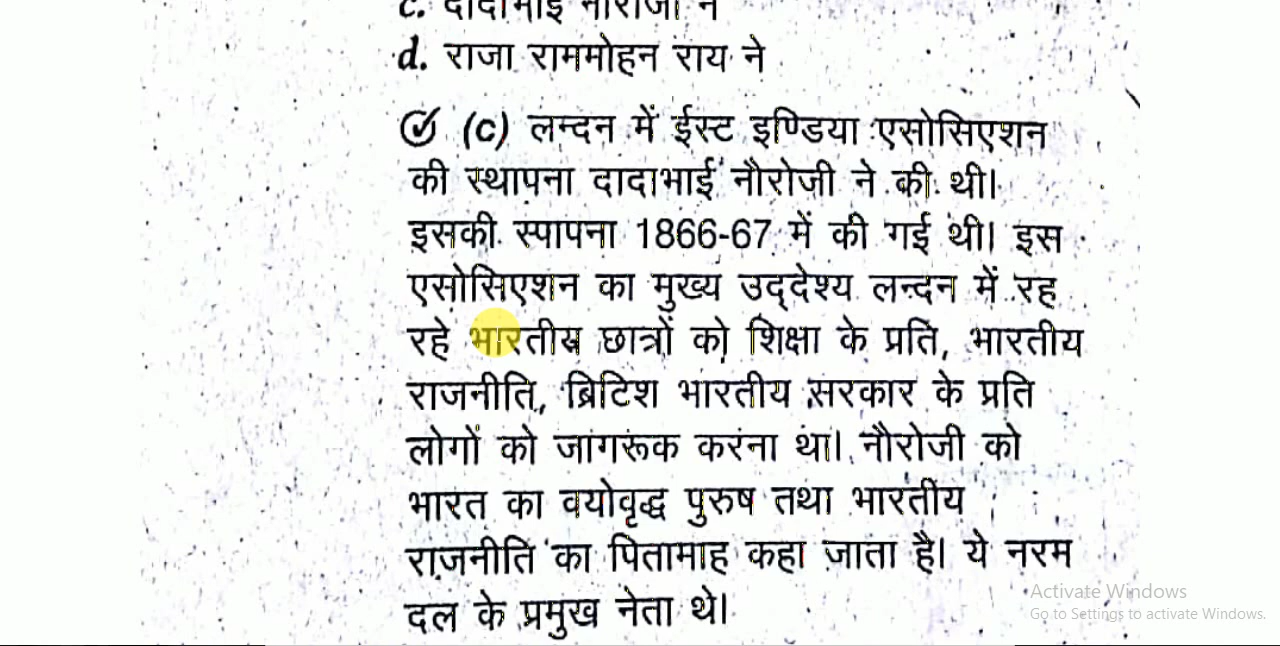 c. दादाभाई नौरोजी ने
d. राजा राममोहन राय ने
(c) लन्दन में ईस्ट इण्डिया एसोसिएशन
की स्थापना दादाभाई नौरोजी ने की थी।
इसकी स्पापना 1866-67 में की गई थी। इस
एसोसिएशन का मुख्य उद्देश्य लन्दन में रह
रहे भारतीय छात्रों को शिक्षा के प्रति, भारतीय
राजनीति, ब्रिटिश भारतीय सरकार के प्रति
लोगों को जागरूक करना था। नौरोजी को
भारत का वयोवृद्ध पुरुष तथा भारतीय
राजनीति का पितामाह कहा जाता है। ये नरम
दल के प्रमुख नेता थे।
Activate Windows
Go to Settings to activate Windows.